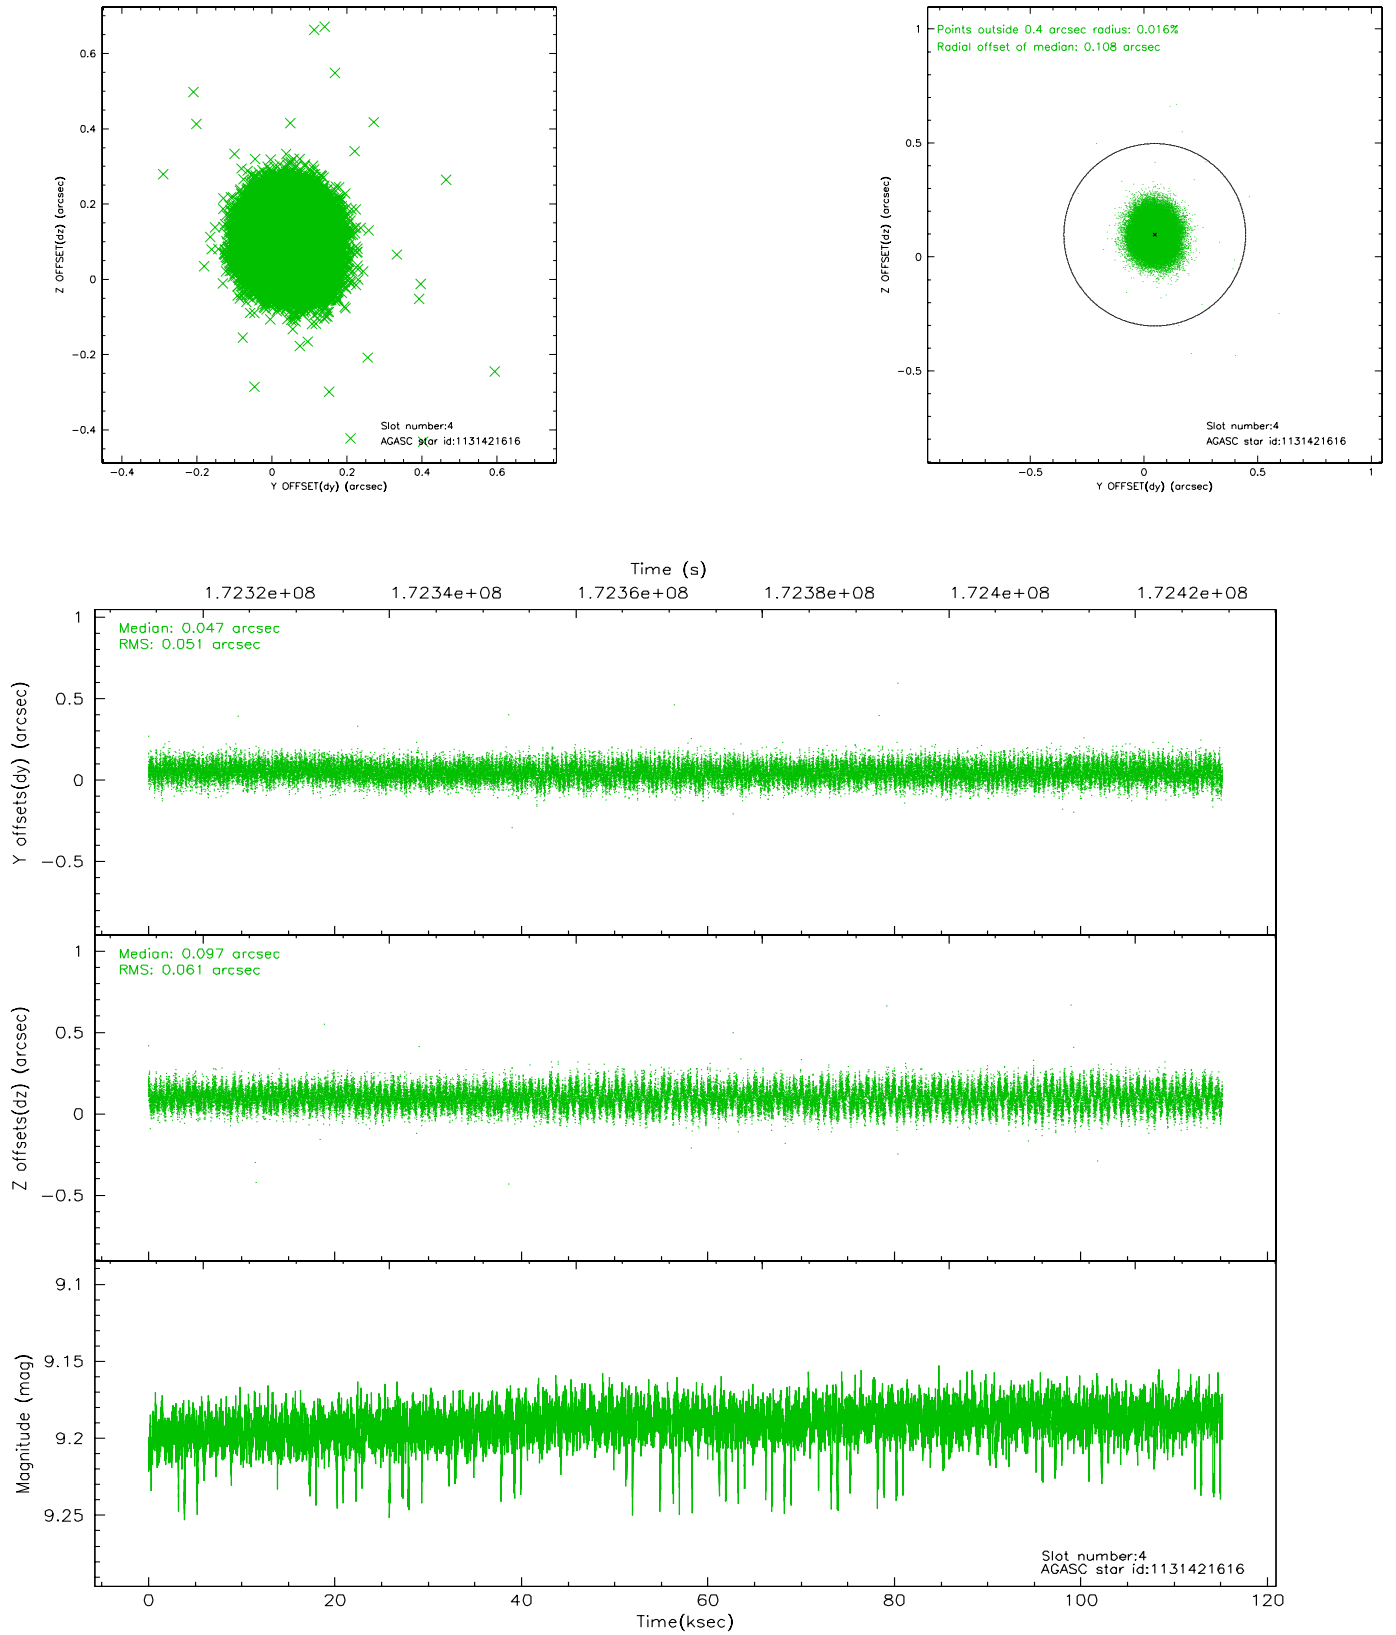 0.6
0.4
0.2
0
−0.2
−0.4
Z OFFSET(dz) (arcsec)
Slot number:4
AGASC star id:1131421616
−0.4 −0.2 0 0.2 0.4 0.6
Y OFFSET(dy) (arcsec)
Points outside 0.4 arcsec radius: 0.016%
Radial offset of median: 0.108 arcsec
1
0.5
0
−0.5
Z OFFSET(dz) (arcsec)
Slot number:4
AGASC star id:1131421616
−0.5 0 0.5 1
Y OFFSET(dy) (arcsec)
Time (s)
1.7232e+08 1.7234e+08 1.7236e+08 1.7238e+08 1.724e+08 1.7242e+08
Median: 0.047 arcsec
RMS: 0.051 arcsec
1
0.5
0
−0.5
Y offsets(dy) (arcsec)
Median: 0.097 arcsec
RMS: 0.061 arcsec
1
0.5
0
−0.5
Z offsets(dz) (arcsec)
9.1
9.15
9.2
9.25
Magnitude (mag)
Slot number:4
AGASC star id:1131421616
0 20 40 60 80 100 120
Time(ksec)